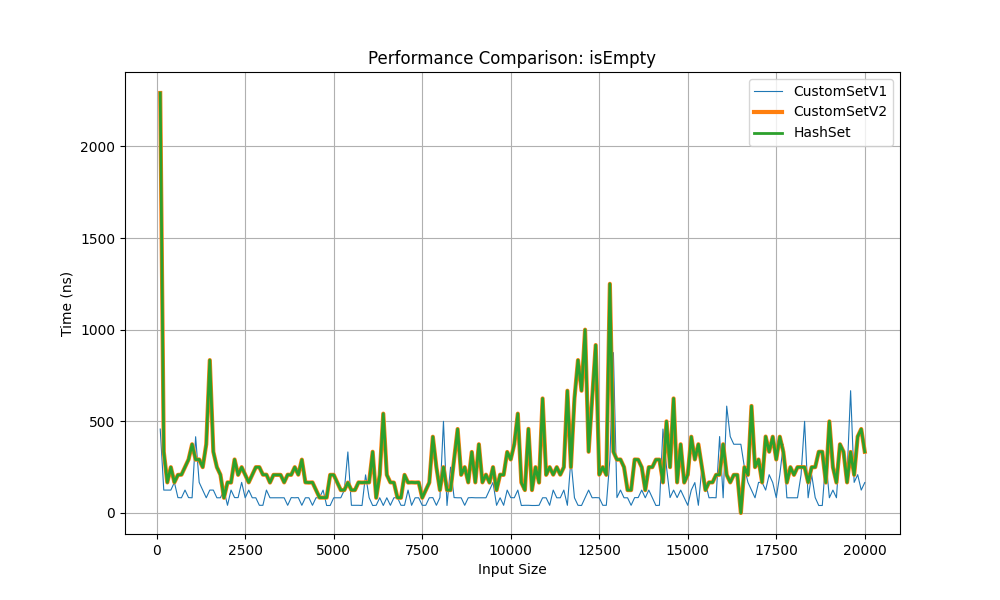 Performance Comparison: isEmpty
CustomSetV1
CustomSetV2
HashSet
2000
1500
1000
500
0
Time (ns)
0 2500 5000 7500 10000 12500 15000 17500 20000
Input Size